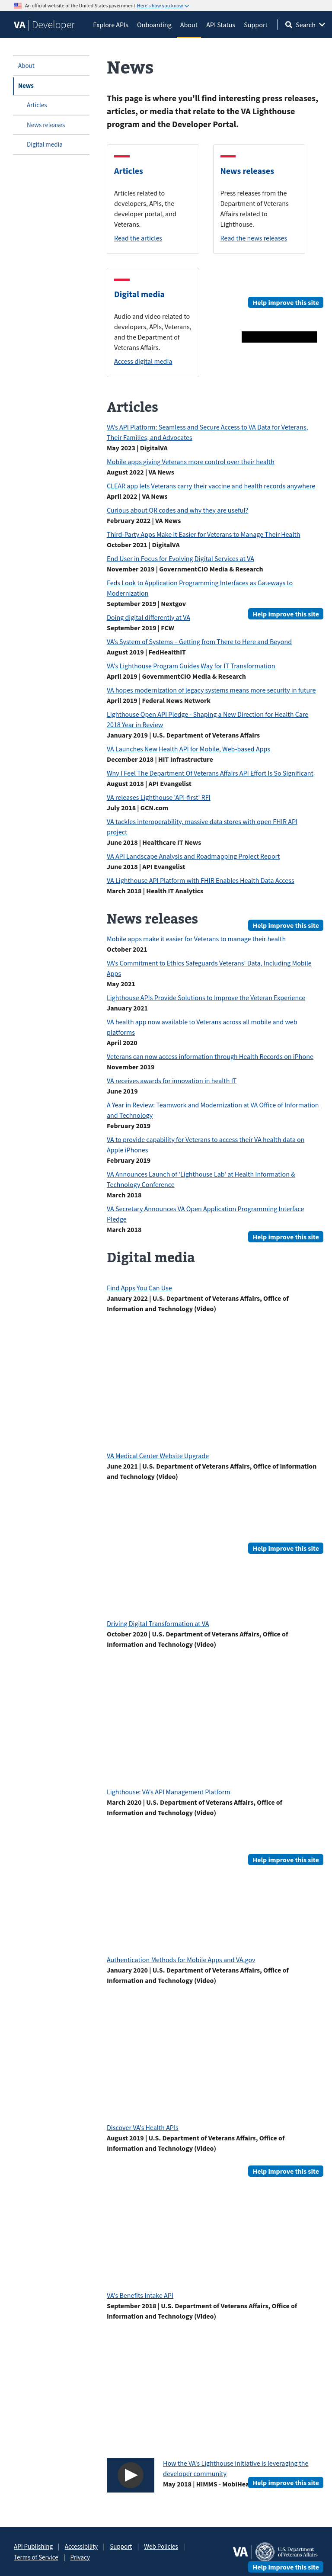 An official website of the United States government Here's how you know
VA | Developer
Explore APIs
Onboarding
About
API Status
Support
Search
About
News
Articles
News releases
Digital media
News
This page is where you'll find interesting press releases,
articles, or media that relate to the VA Lighthouse
program and the Developer Portal.
Articles
Articles related to
developers, APIs, the
developer portal, and
Veterans.
Read the articles
News releases
Press releases from the
Department of Veterans
Affairs related to
Lighthouse.
Read the news releases
Digital media
Audio and video related to
developers, APIs, Veterans,
and the Department of
Veterans Affairs.
Access digital media
Help improve this site
Articles
VA's API Platform: Seamless and Secure Access to VA Data for Veterans,
Their Families, and Advocates
May 2023 | DigitalVA
Mobile apps giving Veterans more control over their health
August 2022 | VA News
CLEAR app lets Veterans carry their vaccine and health records anywhere
April 2022 | VA News
Curious about QR codes and why they are useful?
February 2022 | VA News
Third-Party Apps Make It Easier for Veterans to Manage Their Health
October 2021 | DigitalVA
End User in Focus for Evolving Digital Services at VA
November 2019 | GovernmentCIO Media & Research
Feds Look to Application Programming Interfaces as Gateways to
Modernization
September 2019 | Nextgov
Help improve this site
Doing digital differently at VA
September 2019 | FCW
VA's System of Systems – Getting from There to Here and Beyond
August 2019 | FedHealthIT
VA's Lighthouse Program Guides Way for IT Transformation
April 2019 | GovernmentCIO Media & Research
VA hopes modernization of legacy systems means more security in future
April 2019 | Federal News Network
Lighthouse Open API Pledge - Shaping a New Direction for Health Care
2018 Year in Review
January 2019 | U.S. Department of Veterans Affairs
VA Launches New Health API for Mobile, Web-based Apps
December 2018 | HIT Infrastructure
Why I Feel The Department Of Veterans Affairs API Effort Is So Significant
August 2018 | API Evangelist
VA releases Lighthouse 'API-first' RFI
July 2018 | GCN.com
VA tackles interoperability, massive data stores with open FHIR API
project
June 2018 | Healthcare IT News
VA API Landscape Analysis and Roadmapping Project Report
June 2018 | API Evangelist
VA Lighthouse API Platform with FHIR Enables Health Data Access
March 2018 | Health IT Analytics
News releases
Help improve this site
Mobile apps make it easier for Veterans to manage their health
October 2021
VA's Commitment to Ethics Safeguards Veterans' Data, Including Mobile
Apps
May 2021
Lighthouse APIs Provide Solutions to Improve the Veteran Experience
January 2021
VA health app now available to Veterans across all mobile and web
platforms
April 2020
Veterans can now access information through Health Records on iPhone
November 2019
VA receives awards for innovation in health IT
June 2019
A Year in Review: Teamwork and Modernization at VA Office of Information
and Technology
February 2019
VA to provide capability for Veterans to access their VA health data on
Apple iPhones
February 2019
VA Announces Launch of 'Lighthouse Lab' at Health Information &
Technology Conference
March 2018
VA Secretary Announces VA Open Application Programming Interface
Pledge
March 2018
Help improve this site
Digital media
Find Apps You Can Use
January 2022 | U.S. Department of Veterans Affairs, Office of
Information and Technology (Video)
VA Medical Center Website Upgrade
June 2021 | U.S. Department of Veterans Affairs, Office of Information
and Technology (Video)
Help improve this site
Driving Digital Transformation at VA
October 2020 | U.S. Department of Veterans Affairs, Office of
Information and Technology (Video)
Lighthouse: VA's API Management Platform
March 2020 | U.S. Department of Veterans Affairs, Office of
Information and Technology (Video)
Help improve this site
Authentication Methods for Mobile Apps and VA.gov
January 2020 | U.S. Department of Veterans Affairs, Office of
Information and Technology (Video)
Discover VA's Health APIs
August 2019 | U.S. Department of Veterans Affairs, Office of
Information and Technology (Video)
Help improve this site
VA's Benefits Intake API
September 2018 | U.S. Department of Veterans Affairs, Office of
Information and Technology (Video)
How the VA's Lighthouse initiative is leveraging the
developer community
May 2018 | HIMMS - MobiHea
Help improve this site
API Publishing | Accessibility | Support | Web Policies |
Terms of Service | Privacy
VA | U.S. Department
of Veterans Affairs
Help improve this site